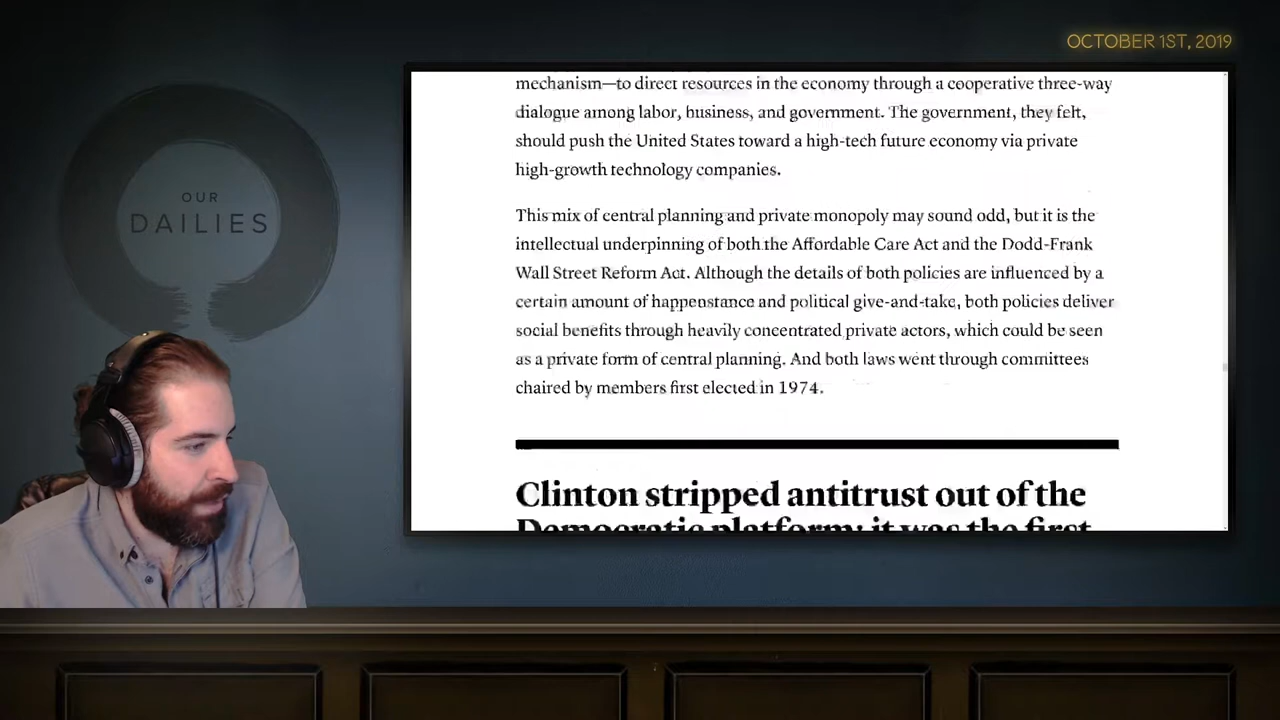 OCTOBER 1ST, 2019
OUR
DAILIES
mechanism—to direct resources in the economy through a cooperative three-way
dialogue among labor, business, and government. The government, they felt,
should push the United States toward a high-tech future economy via private
high-growth technology companies.
This mix of central planning and private monopoly may sound odd, but it is the
intellectual underpinning of both the Affordable Care Act and the Dodd-Frank
Wall Street Reform Act. Although the details of both policies are influenced by a
certain amount of happenstance and political give-and-take, both policies deliver
social benefits through heavily concentrated private actors, which could be seen
as a private form of central planning. And both laws went through committees
chaired by members first elected in 1974.
Clinton stripped antitrust out of the
Democratic platform; it was the first